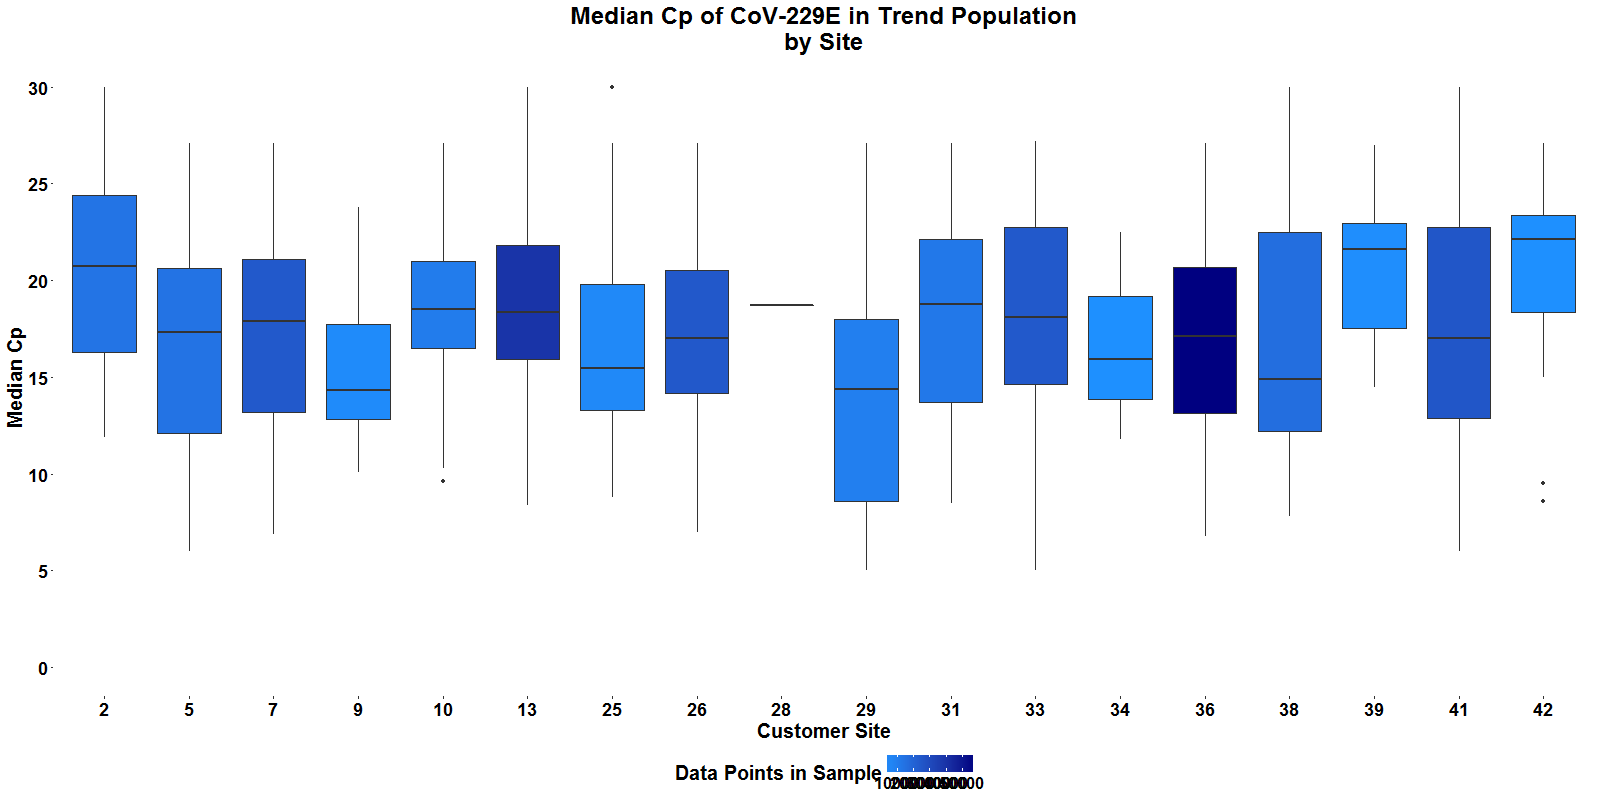 Median Cp of CoV-229E in Trend Population
by Site
30
25
20
15
10
5
0
Median Cp
2 5 7 9 10 13 25 26 28 29 31 33 34 36 38 39 41 42
Customer Site
Data Points in Sample